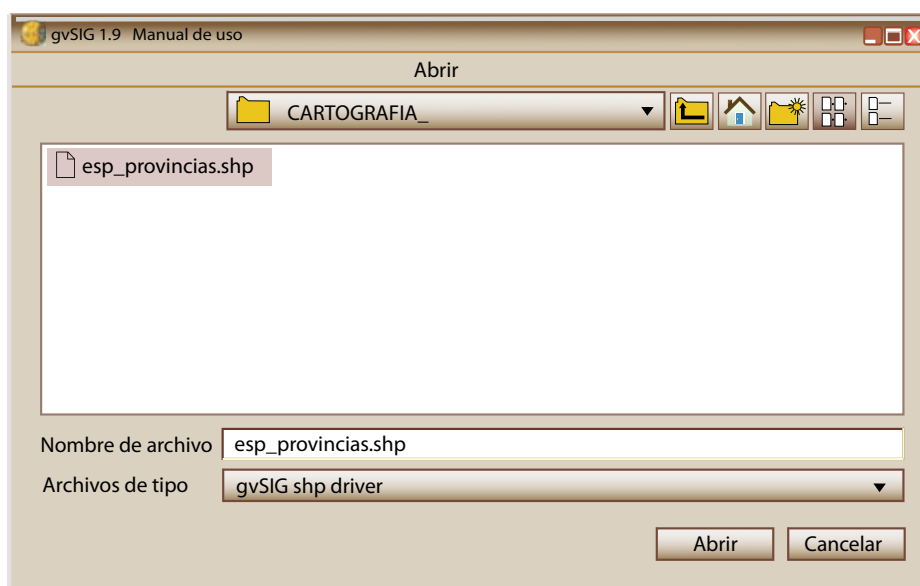 gvSIG 1.9 Manual de uso
Abrir
CARTOGRAFIA_
esp_provincias.shp
Nombre de archivo esp_provincias.shp
Archivos de tipo gvSIG shp driver
Abrir Cancelar